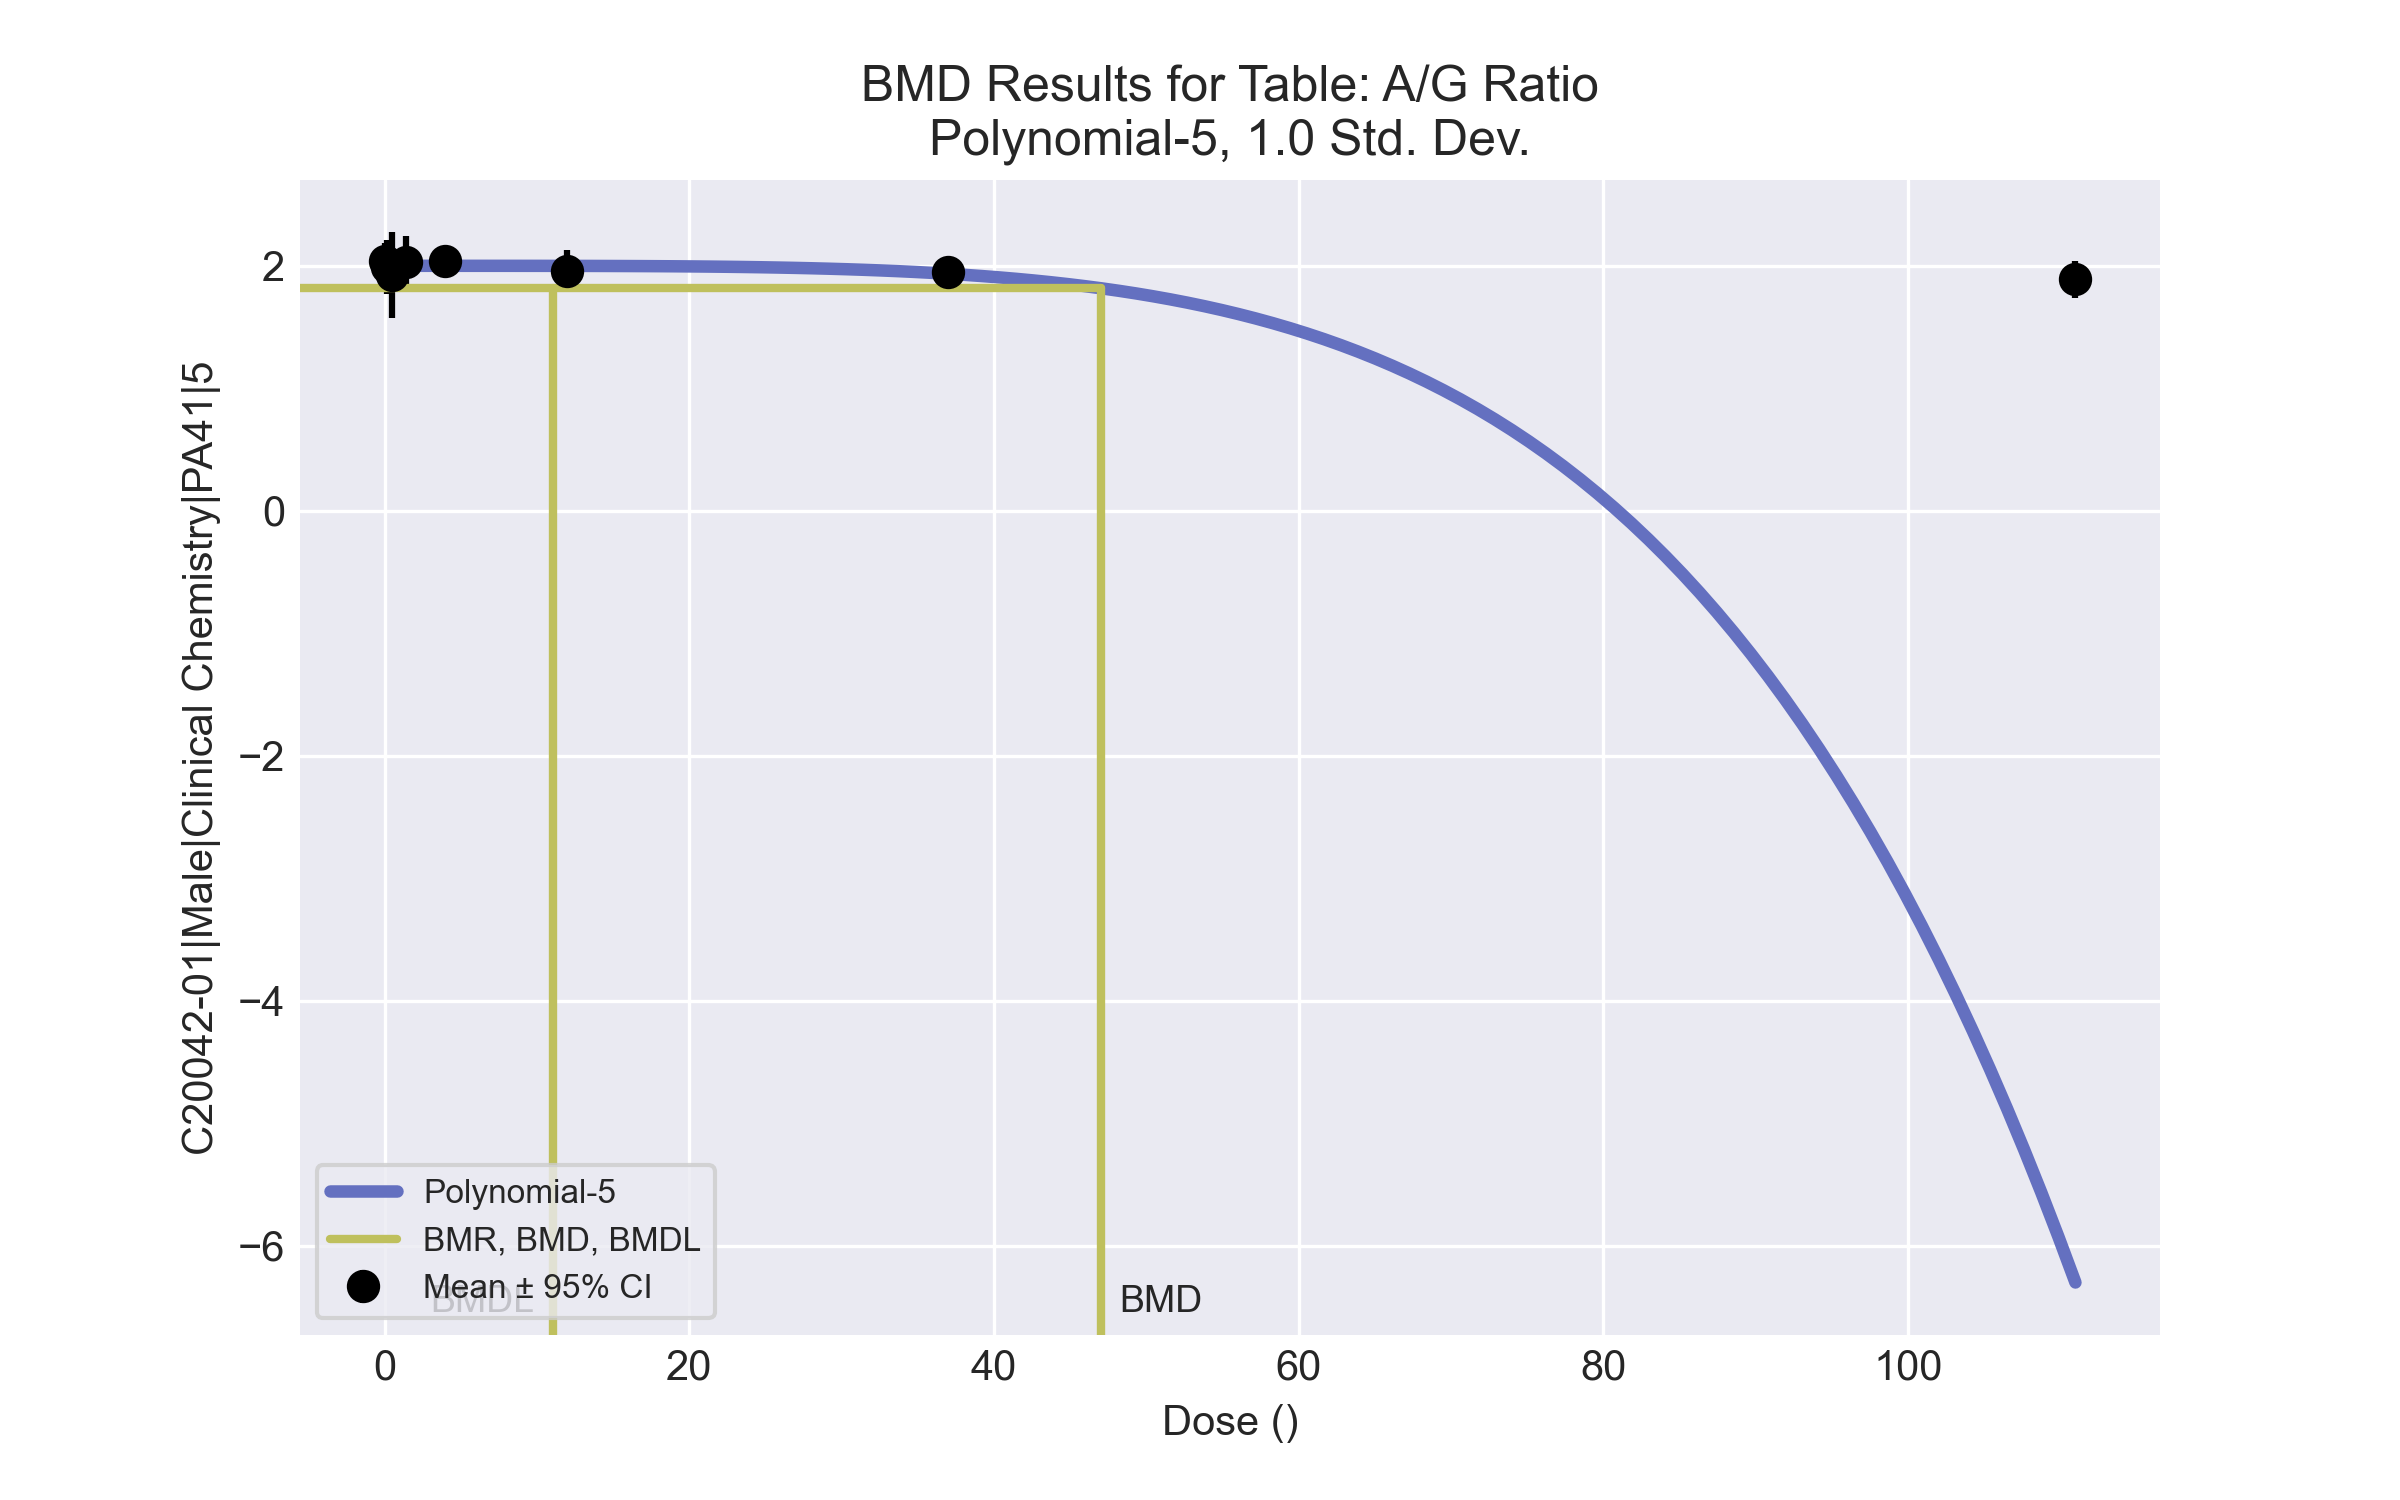 BMD Results for Table: A/G Ratio
Polynomial-5, 1.0 Std. Dev.
C20042-01|Male|Clinical Chemistry|PA41|5
2
0
−2
−4
−6
Polynomial-5
BMR, BMD, BMDL
Mean ± 95% CI
BMDL
BMD
0 20 40 60 80 100
Dose ()